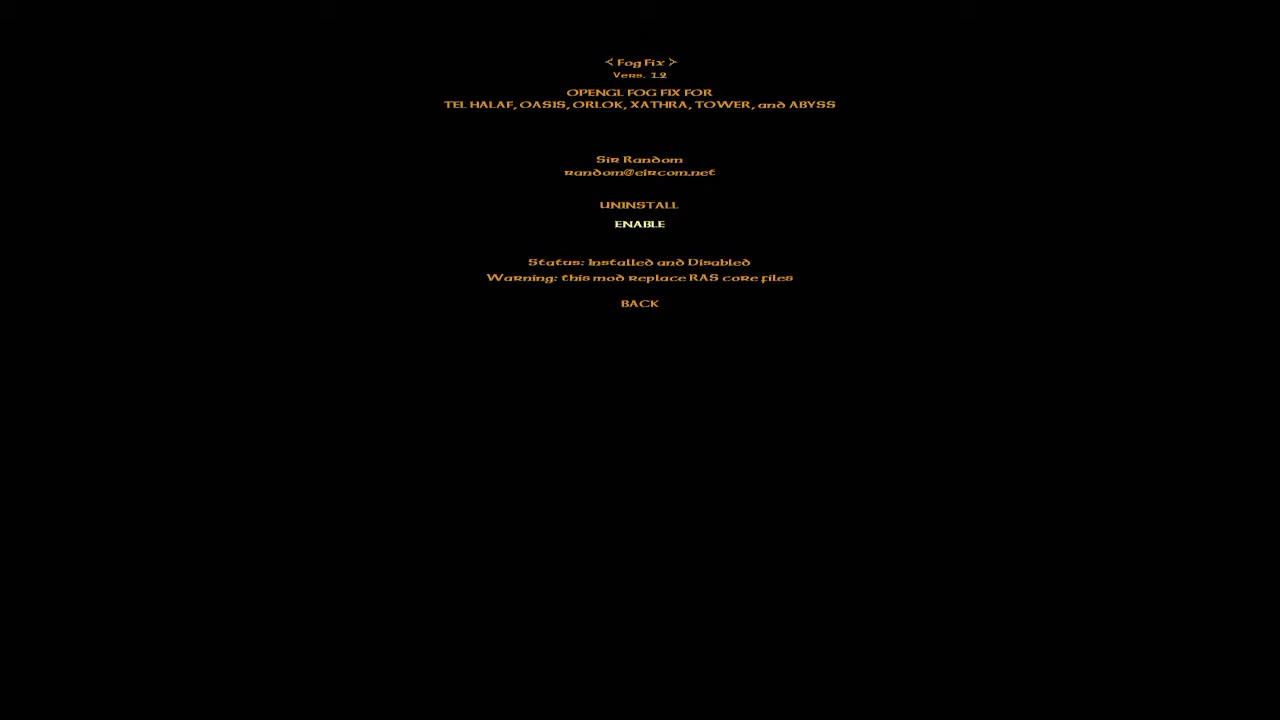 < Fog Fix >
Vers. 1.2
OPENGL FOG FIX FOR
TEL HALAF, OASIS, ORLOK, XATHRA, TOWER, and ABYSS
Sir Random
random@eircom.net
UNINSTALL
ENABLE
Status: Installed and Disabled
Warning: this mod replace RAS core files
BACK